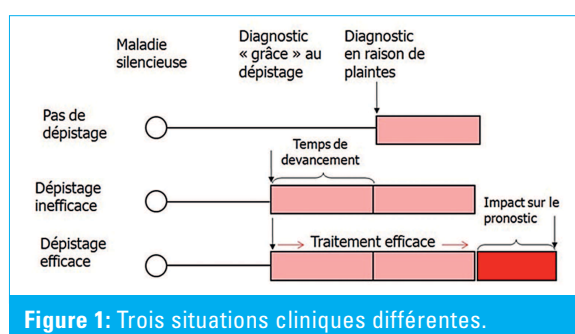 Maladie
silencieuse
Diagnostic
« grâce » au
dépistage
Diagnostic
en raison de
plaintes
Pas de
dépistage
Temps de
devancement
Dépistage
inefficace
Impact sur le
pronostic
Dépistage
efficace
Traitement efficace
Figure 1: Trois situations cliniques différentes.